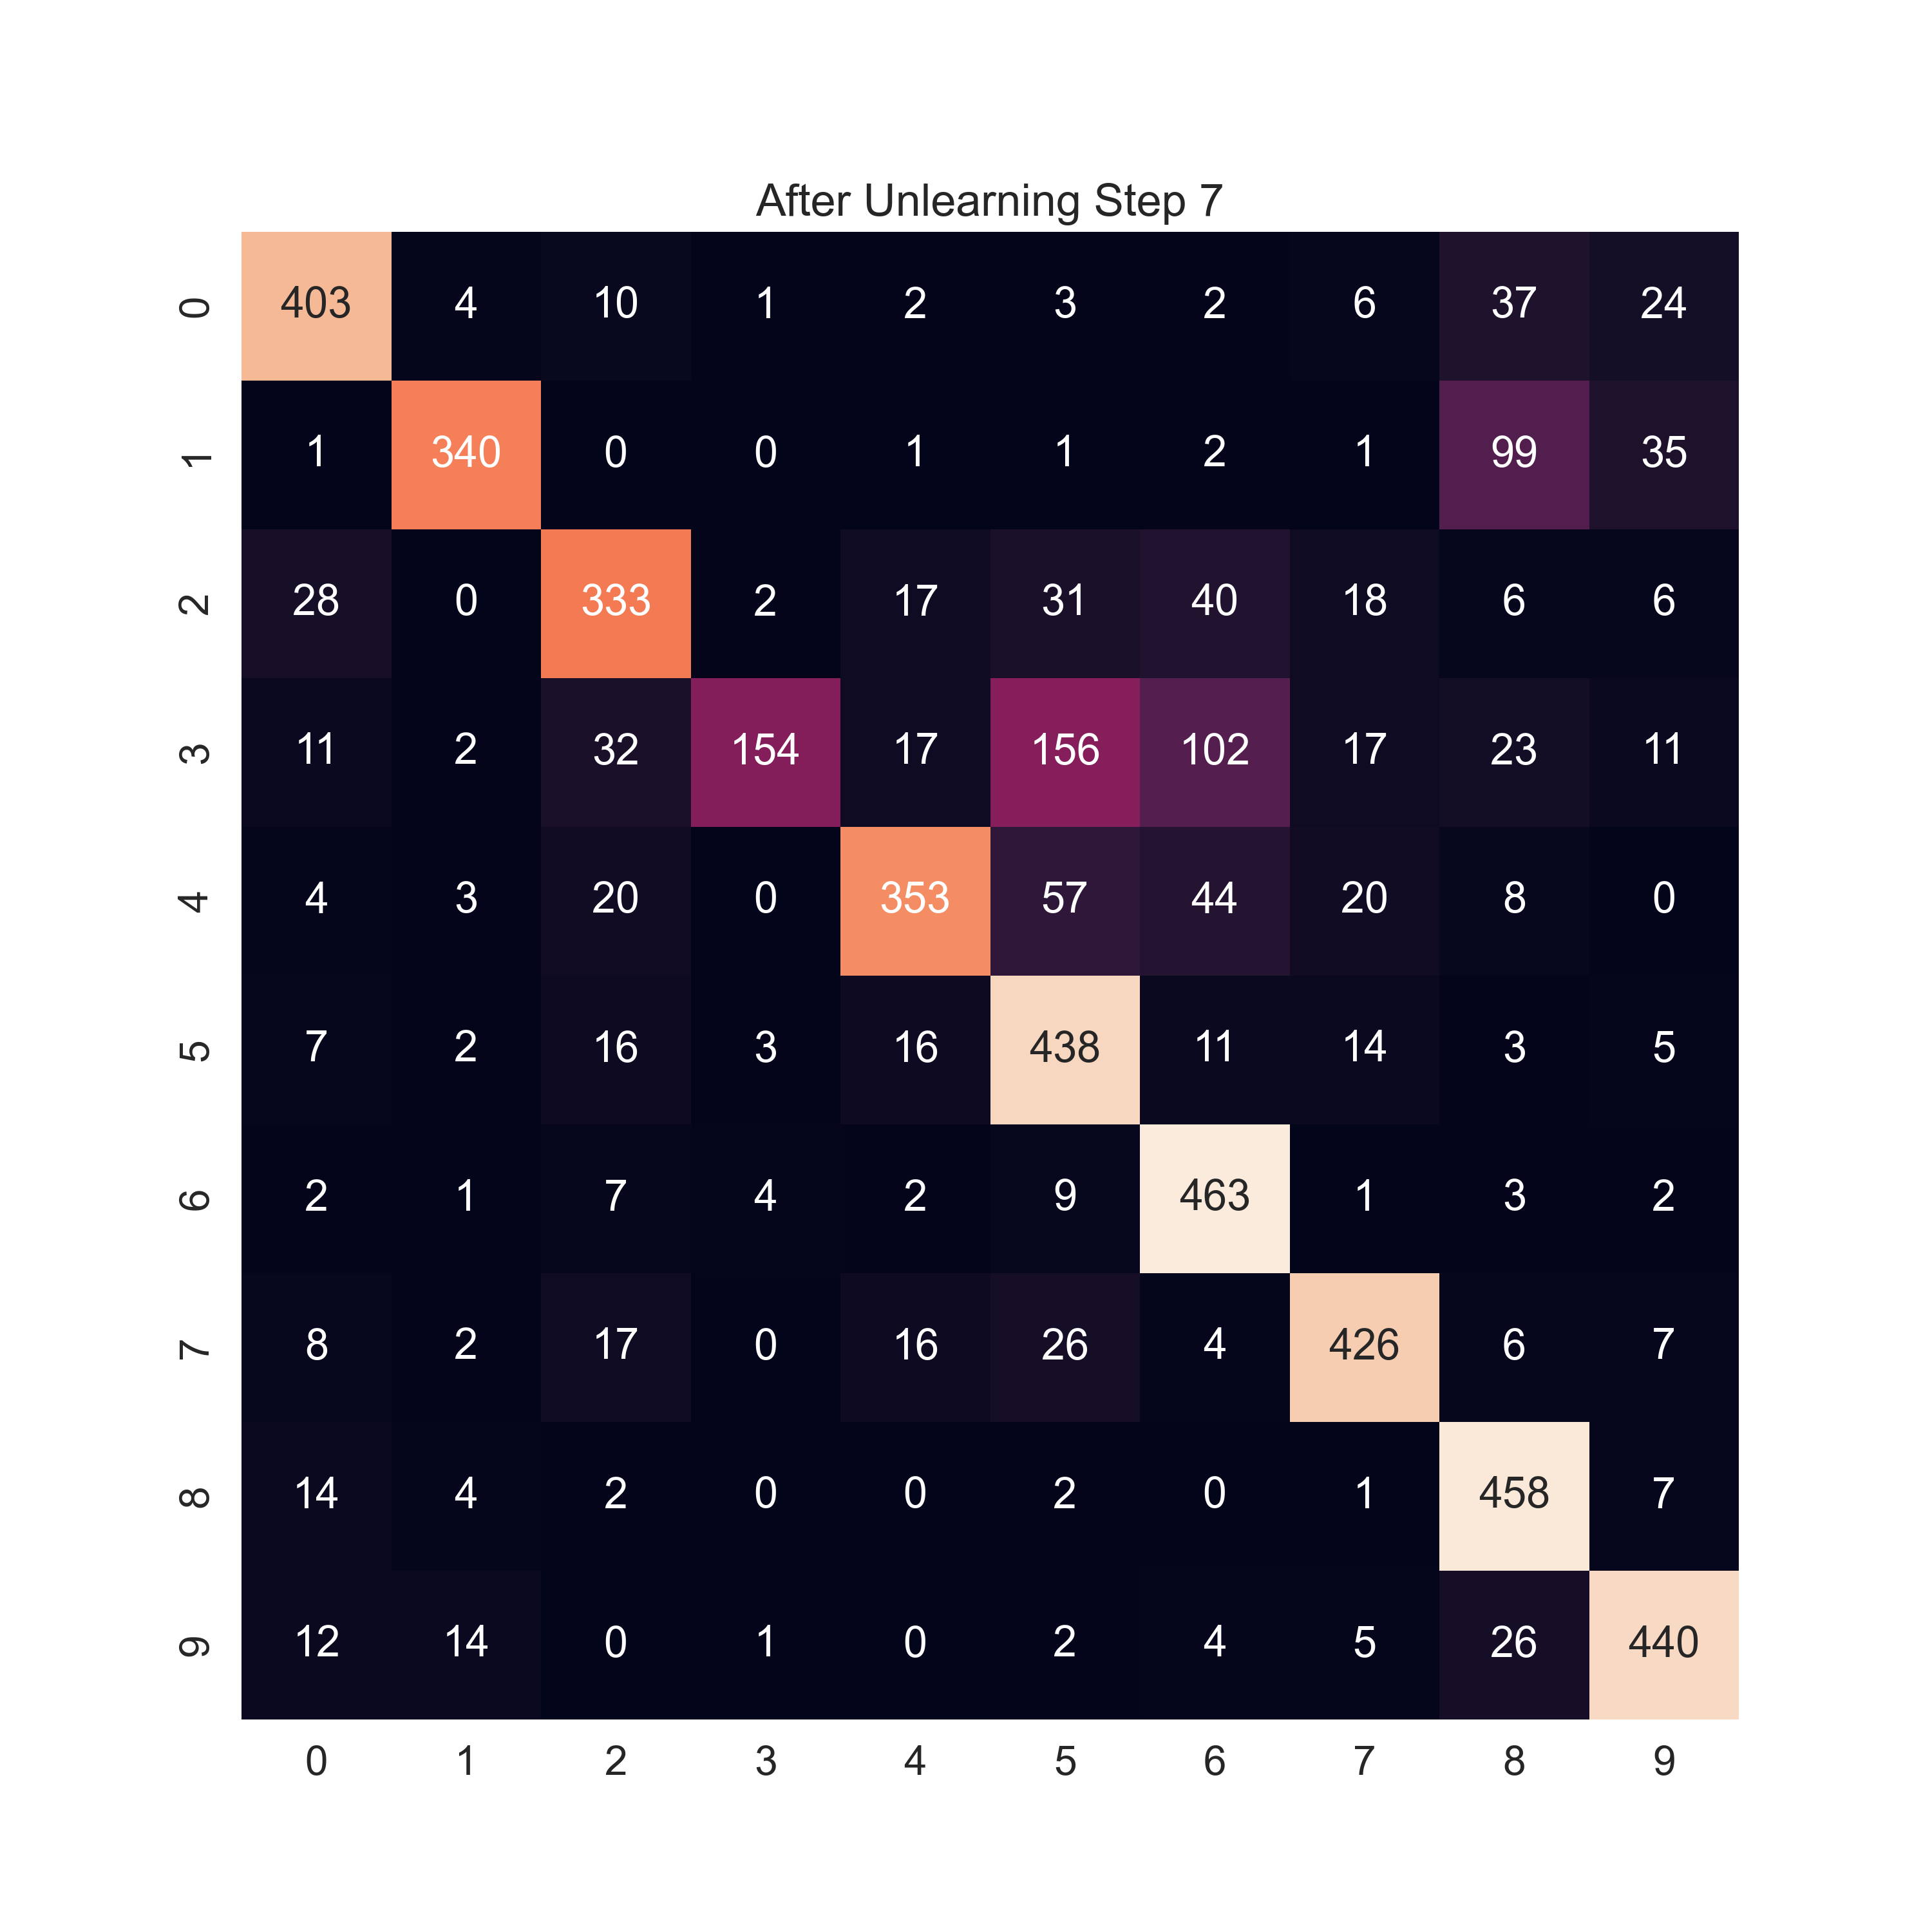 After Unlearning Step 7
0 403 4 10 1 2 3 2 6 37 24
1 1 340 0 0 1 1 2 1 99 35
2 28 0 333 2 17 31 40 18 6 6
3 11 2 32 154 17 156 102 17 23 11
4 4 3 20 0 353 57 44 20 8 0
5 7 2 16 3 16 438 11 14 3 5
6 2 1 7 4 2 9 463 1 3 2
7 8 2 17 0 16 26 4 426 6 7
8 14 4 2 0 0 2 0 1 458 7
9 12 14 0 1 0 2 4 5 26 440
0 1 2 3 4 5 6 7 8 9